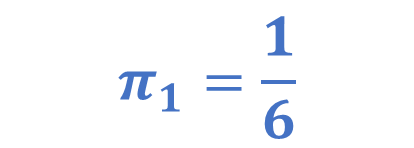 π₁ = 1/6